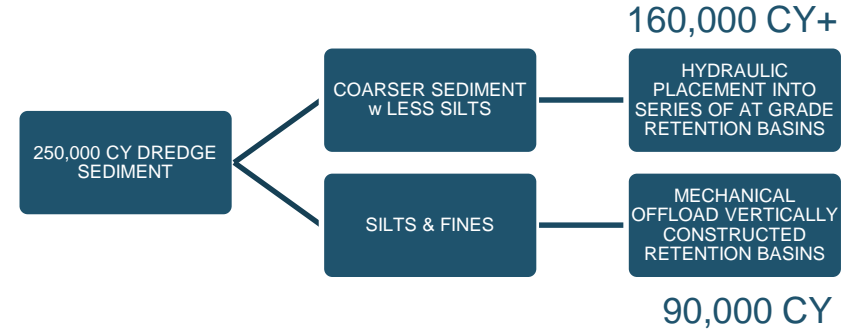 160,000 CY+
250,000 CY DREDGE
SEDIMENT
COARSER SEDIMENT
w LESS SILTS
HYDRAULIC
PLACEMENT INTO
SERIES OF AT GRADE
RETENTION BASINS
SILTS & FINES
MECHANICAL
OFFLOAD VERTICALLY
CONSTRUCTED
RETENTION BASINS
90,000 CY